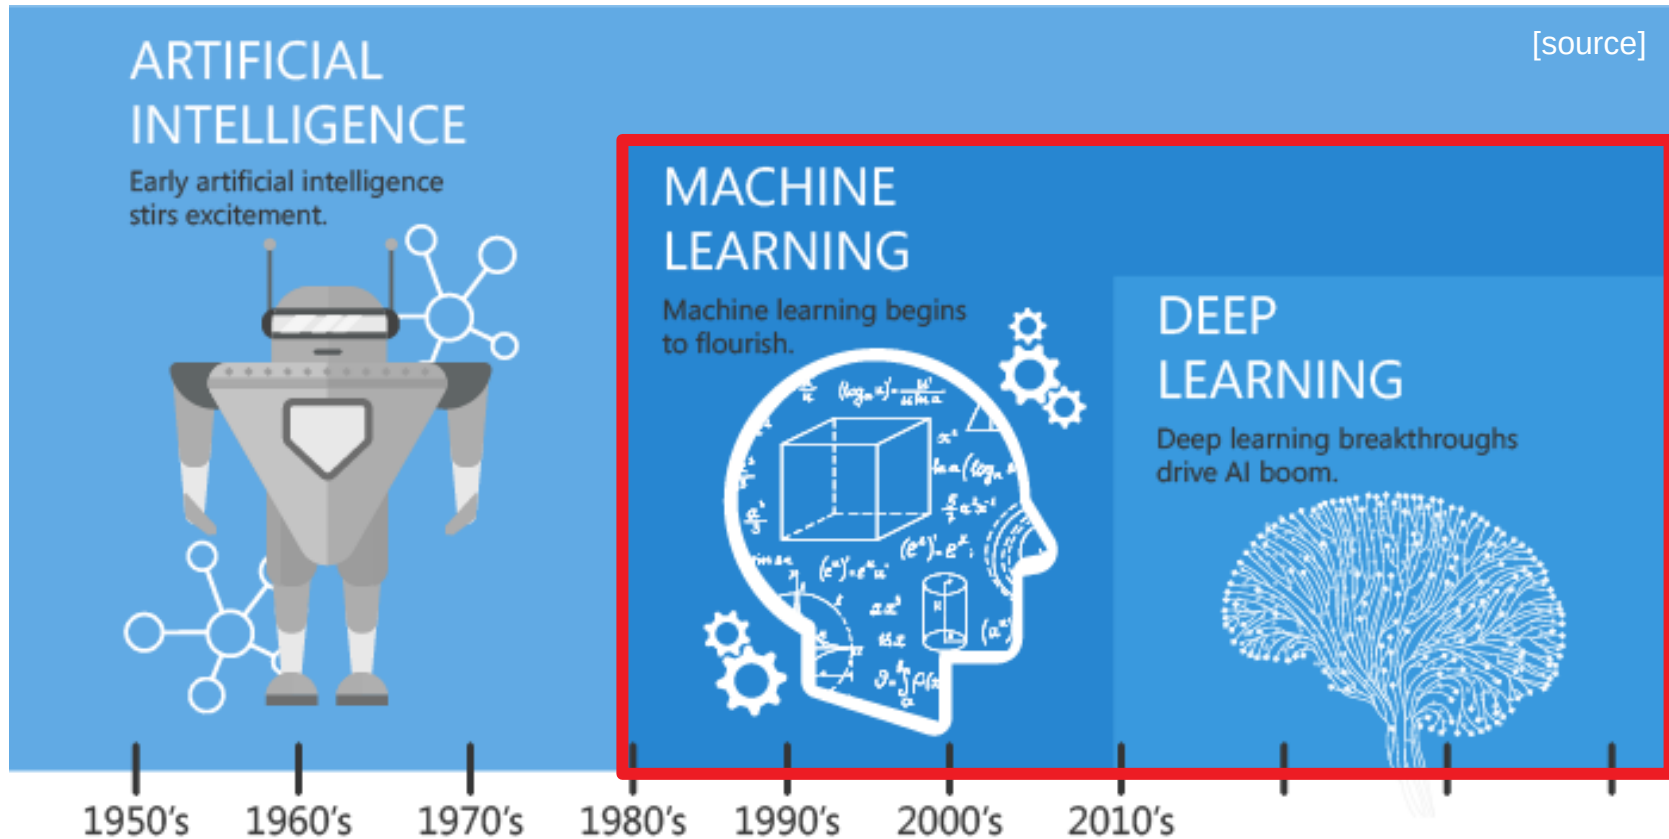 [source]
ARTIFICIAL
INTELLIGENCE
Early artificial intelligence
stirs excitement.
MACHINE
LEARNING
Machine learning begins
to flourish.
DEEP
LEARNING
Deep learning breakthroughs
drive AI boom.
1950's 1960's 1970's 1980's 1990's 2000's 2010's